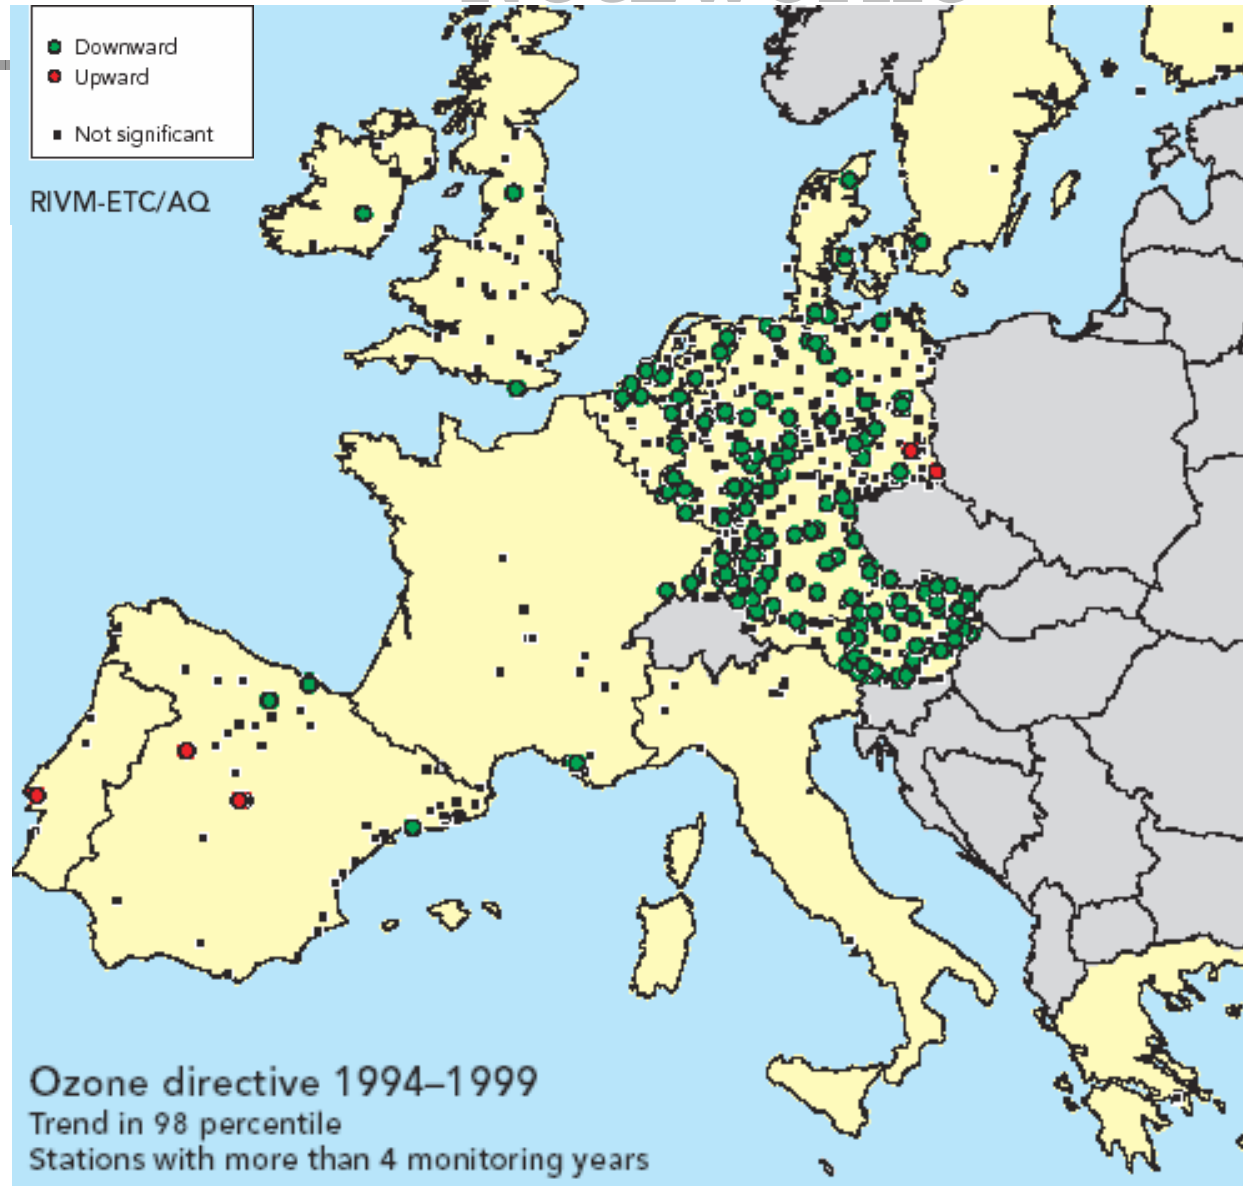 Downward
Upward
Not significant
RIVM-ETC/AQ
Ozone directive 1994–1999
Trend in 98 percentile
Stations with more than 4 monitoring years